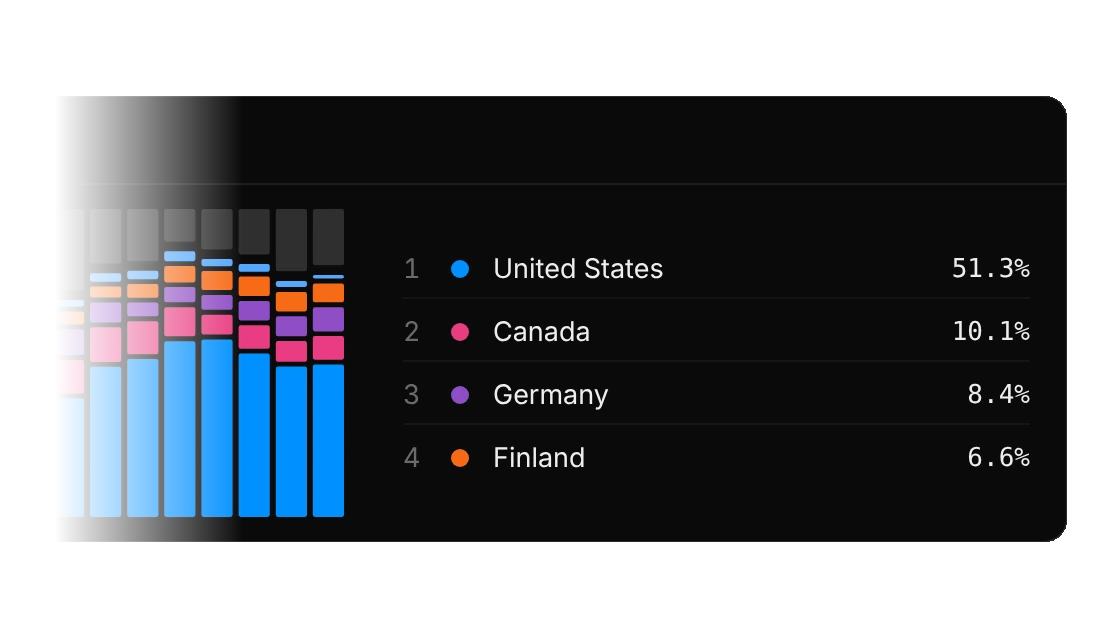 1 United States 51.3%
2 Canada 10.1%
3 Germany 8.4%
4 Finland 6.6%